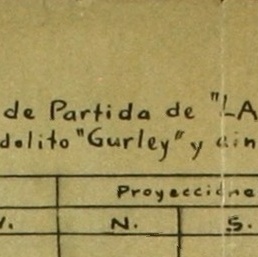 de Partida de "LA
dolito "Gurley" y
Proyeccione
N. S.